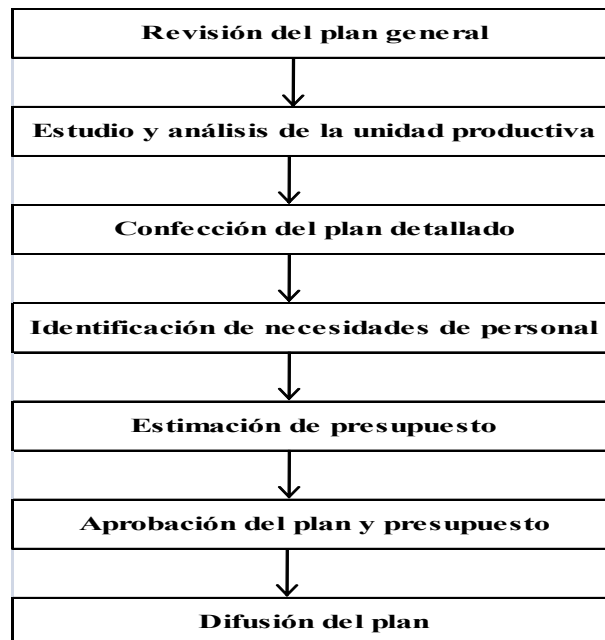 Revisión del plan general
Estudio y análisis de la unidad productiva
Confección del plan detallado
Identificación de necesidades de personal
Estimación de presupuesto
Aprobación del plan y presupuesto
Difusión del plan